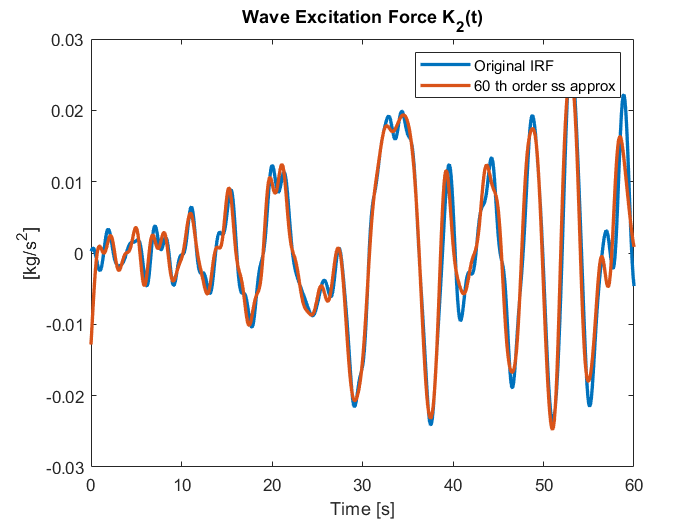 Wave Excitation Force K2(t)
Original IRF
60 th order ss approx
[kg/s2]
0.03
0.02
0.01
0
-0.01
-0.02
-0.03
0 10 20 30 40 50 60
Time [s]